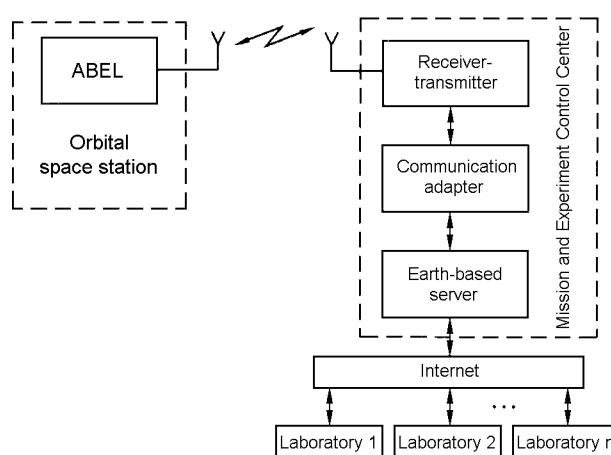 ABEL
Orbital
space station
Receiver-
transmitter
Communication
adapter
Earth-based
server
Mission and Experiment Control Center
Internet
...
Laboratory 1
Laboratory 2
Laboratory n